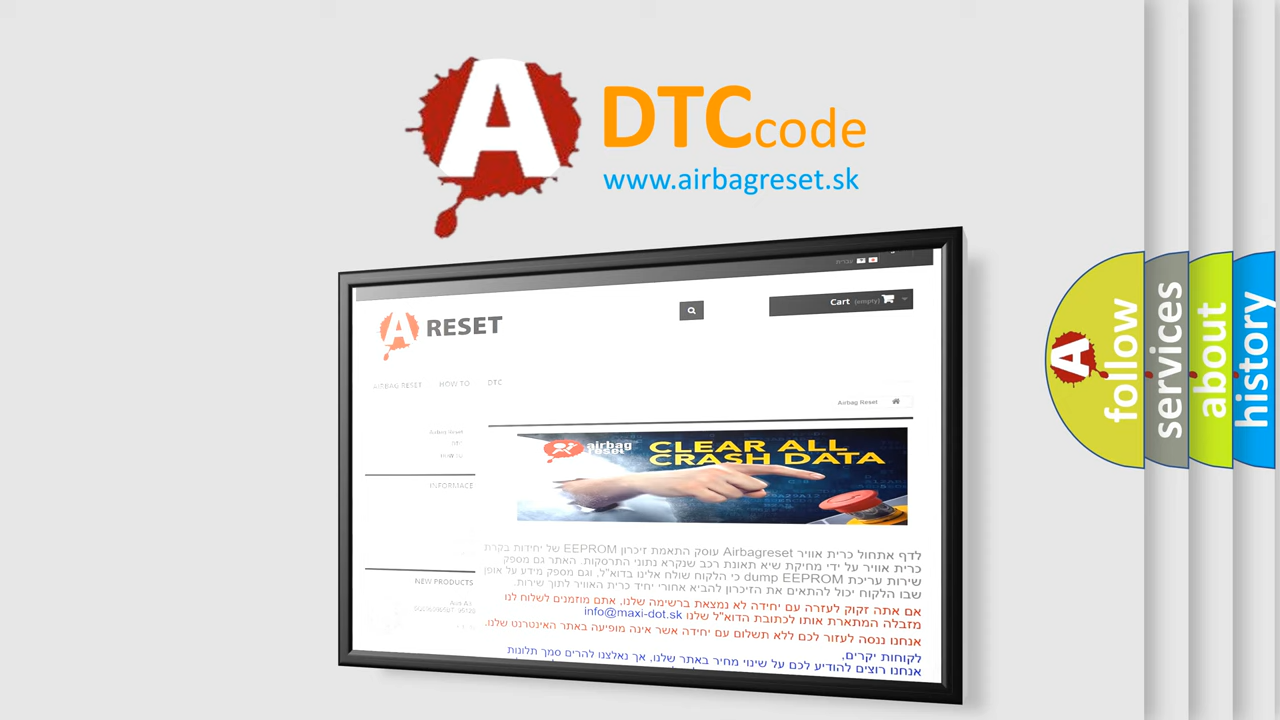 A DTC code
www.airbagreset.sk
עברית
A RESET
Cart (empty)
AIRBAG RESET HOW TO DTC
Airbag Reset
Airbag Reset
HOW TO
INFORMACE
NEW PRODUCTS
airbag
reset
CLEAR ALL
CRASH DATA
לדף אתחול כרית אוויר Airbagreset עוסק התאמת זיכרון EEPROM של יחידות בקרת
כרית אוויר על ידי מחיקת שיא תאונת רכב שנקרא נתוני התרסקות. האתר גם מספק
שירות עריכת dump EEPROM כי הלקוח שולח אלינו בדוא"ל, וגם מספק מידע על אופן
שבו הלקוח יכול להתאים את הזיכרון להביא אחורי יחיד כרית האוויר לתוך שירות.
אם אתה זקוק לעזרה עם יחידה לא נמצאת ברשימה שלנו, אתם מוזמנים לשלוח לנו
מזבלה המתארת אותו לכתובת הדוא"ל שלנו info@maxi-dot.sk
אנחנו ננסה לעזור לכם ללא תשלום עם יחידה אשר אינה מופיעה באתר האינטרנט שלנו.
לקוחות יקרים,
אנחנו רוצים להודיע לכם על שינוי מחיר באתר שלנו, אך נאלצנו להרים סמך תלונות
A follow
services
about
history